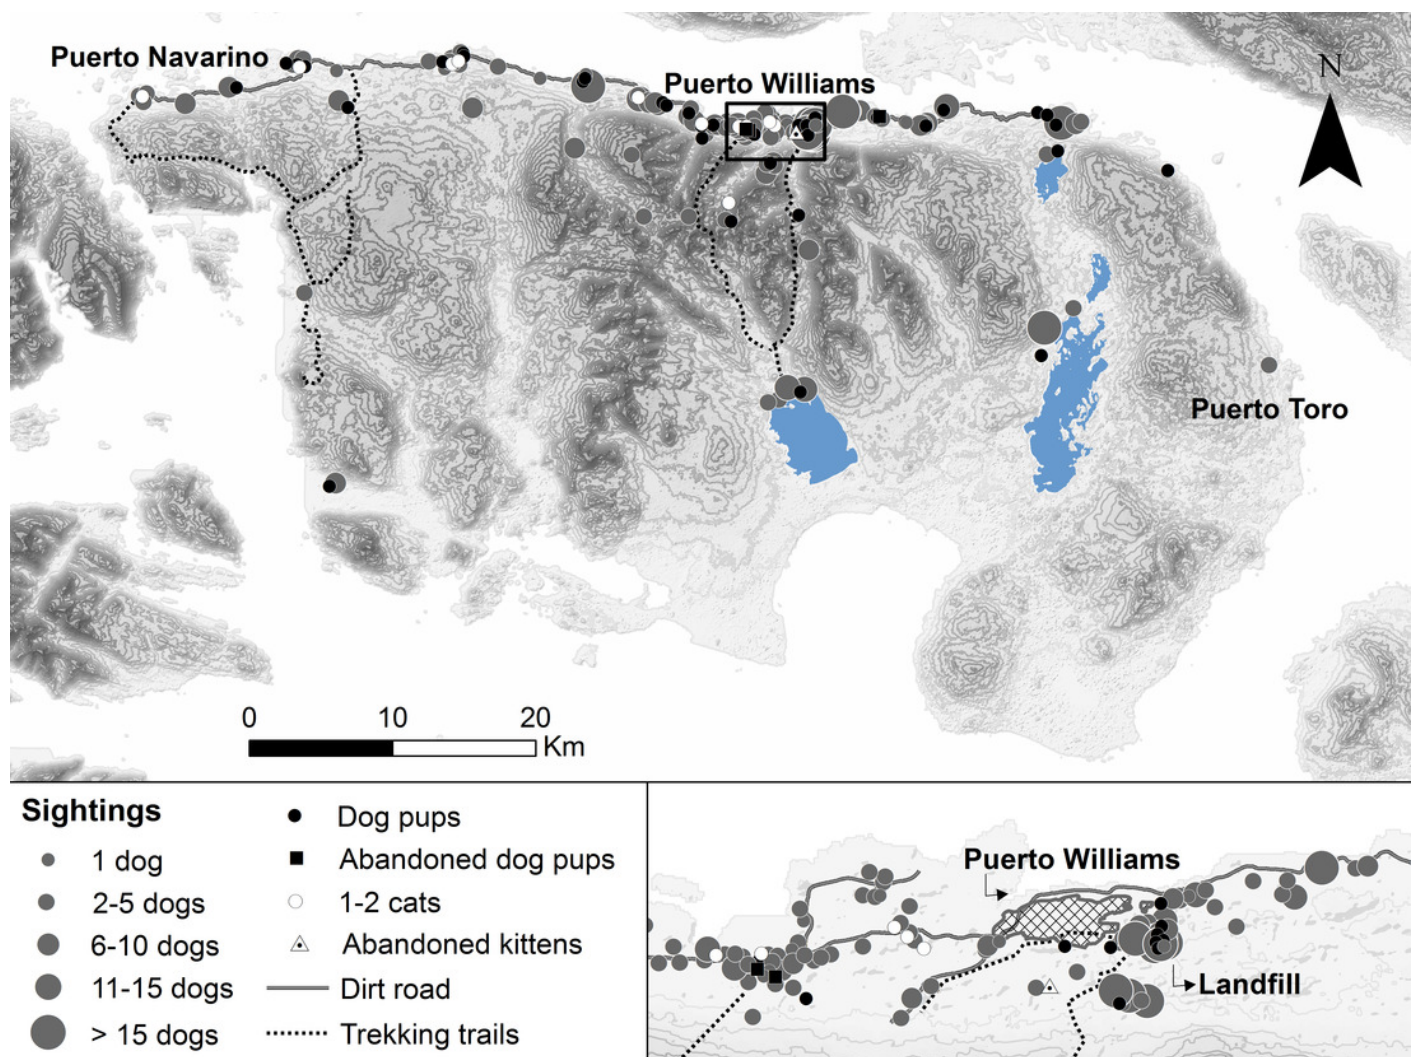 Puerto Navarino
Puerto Williams
N
Puerto Toro
0 10 20
Km
Sightings
1 dog
2-5 dogs
6-10 dogs
11-15 dogs
> 15 dogs
Dog pups
Abandoned dog pups
1-2 cats
Abandoned kittens
Dirt road
Trekking trails
Puerto Williams
Landfill